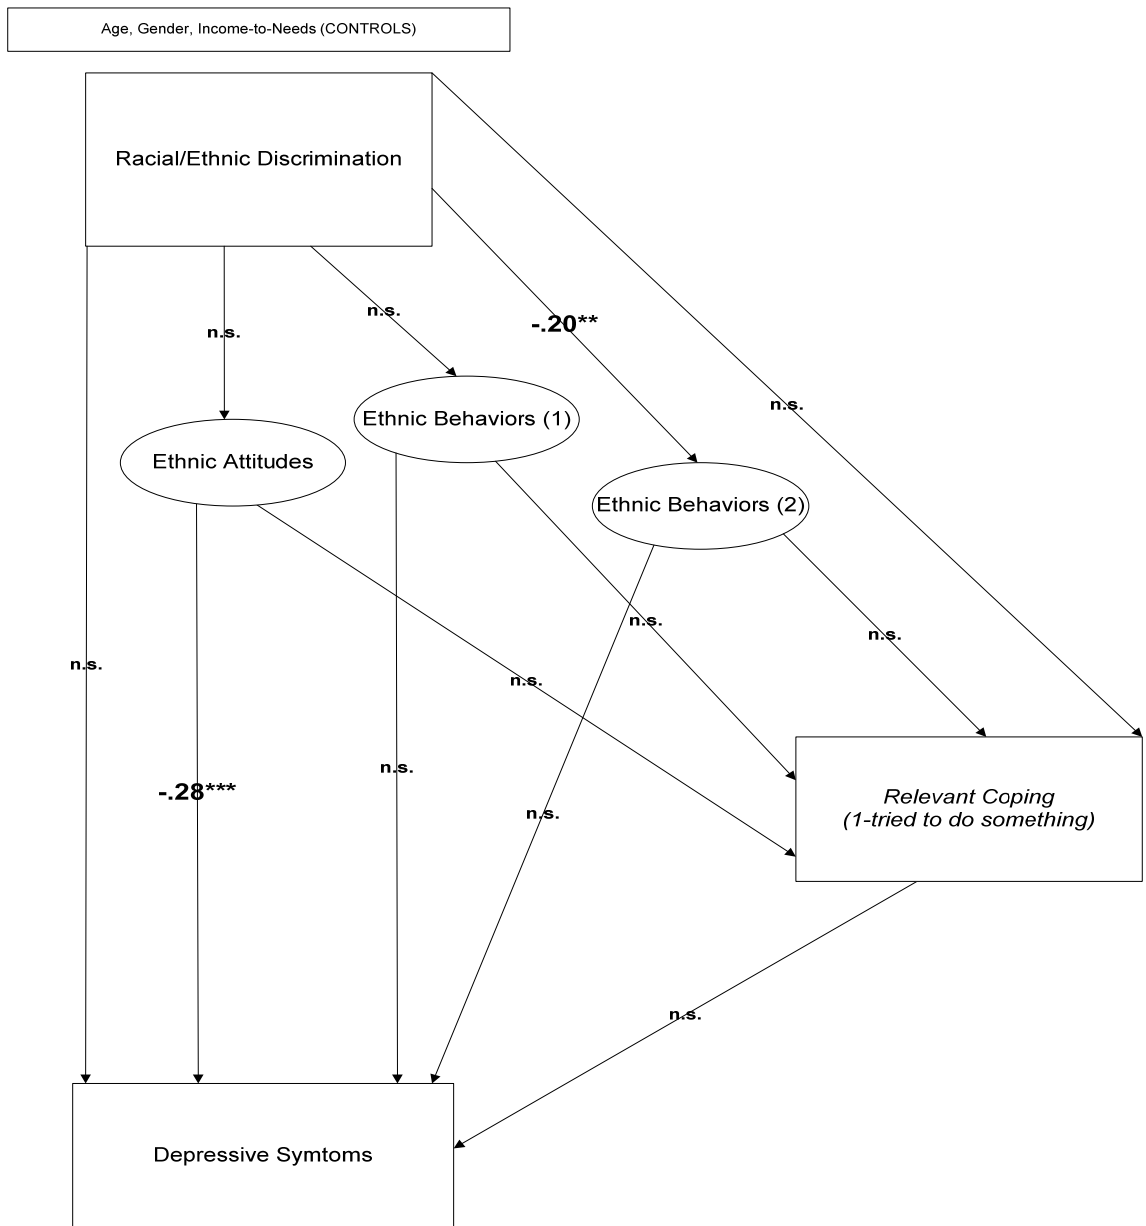 Age, Gender, Income-to-Needs (CONTROLS)
Racial/Ethnic Discrimination
n.s.
-.20**
n.s.
n.s.
Ethnic Behaviors (1)
Ethnic Attitudes
Ethnic Behaviors (2)
n.s.
n.s.
n.s.
n.s.
n.s.
-.28***
n.s.
Relevant Coping
(1-tried to do something)
n.s.
n.s.
Depressive Symtoms